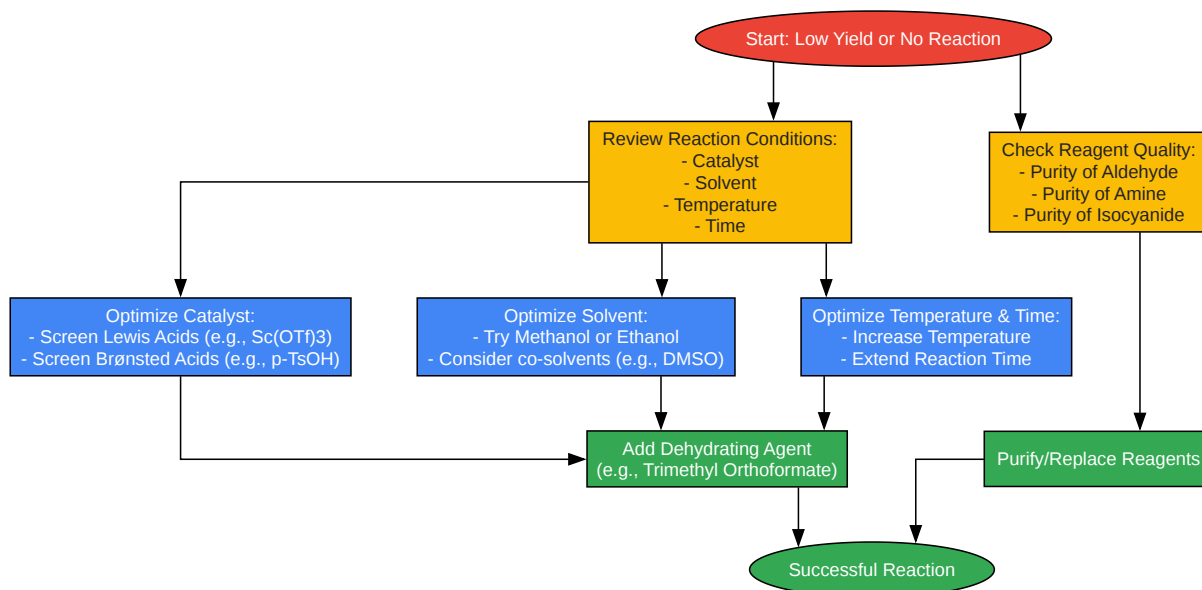 Start: Low Yield or No Reaction
Review Reaction Conditions:
- Catalyst
- Solvent
- Temperature
- Time
Check Reagent Quality:
- Purity of Aldehyde
- Purity of Amine
- Purity of Isocyanide
Optimize Catalyst:
- Screen Lewis Acids (e.g., Sc(OTf)3)
- Screen Brønsted Acids (e.g., p-TsOH)
Optimize Solvent:
- Try Methanol or Ethanol
- Consider co-solvents (e.g., DMSO)
Optimize Temperature & Time:
- Increase Temperature
- Extend Reaction Time
Add Dehydrating Agent
(e.g., Trimethyl Orthoformate)
Purify/Replace Reagents
Successful Reaction